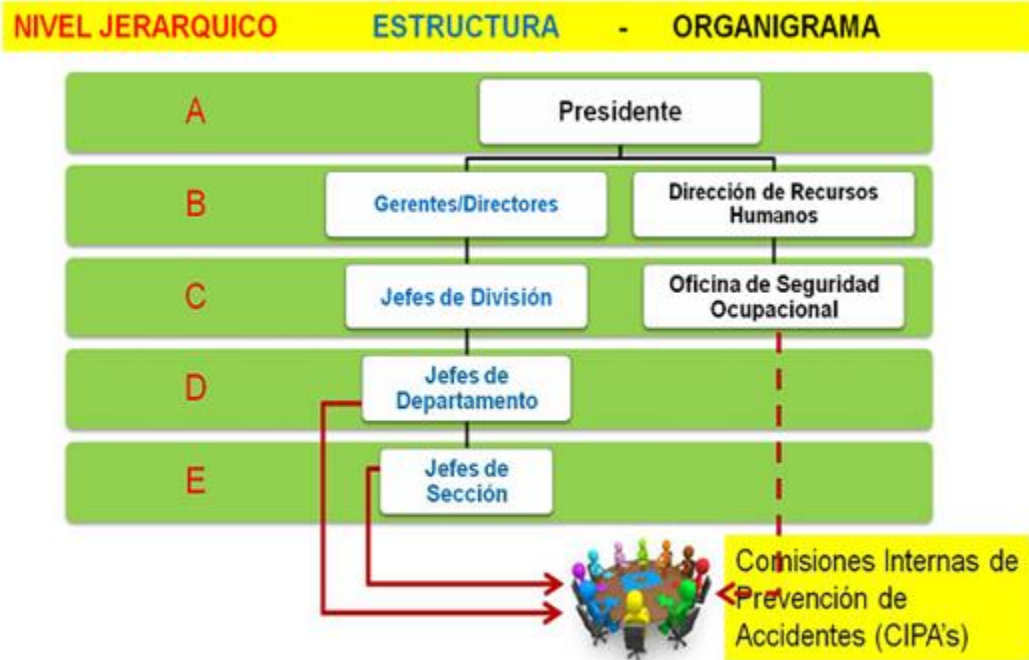 NIVEL JERARQUICO ESTRUCTURA - ORGANIGRAMA
A
Presidente
B
Gerentes/Directores
Dirección de Recursos
Humanos
C
Jefes de División
Oficina de Seguridad
Ocupacional
D
Jefes de
Departamento
E
Jefes de
Sección
Comisiones Internas de
Prevención de
Accidentes (CIPA's)